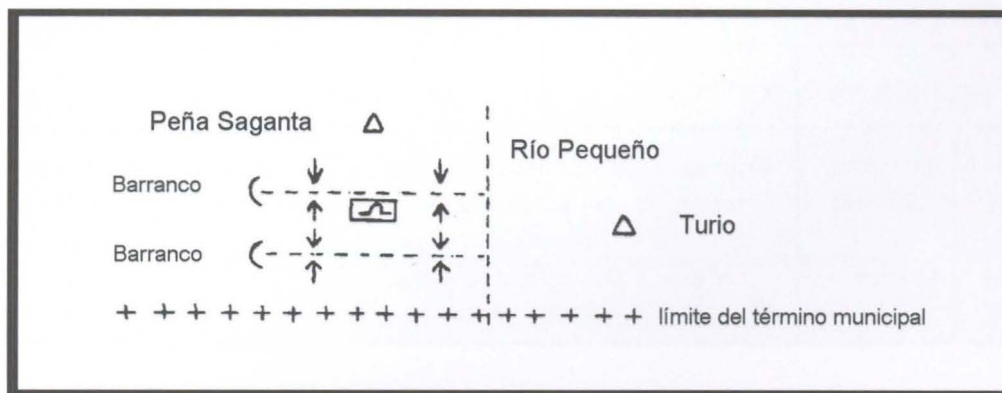 Peña Saganta
Río Pequeño
Barranco
Turio
Barranco
límite del término municipal